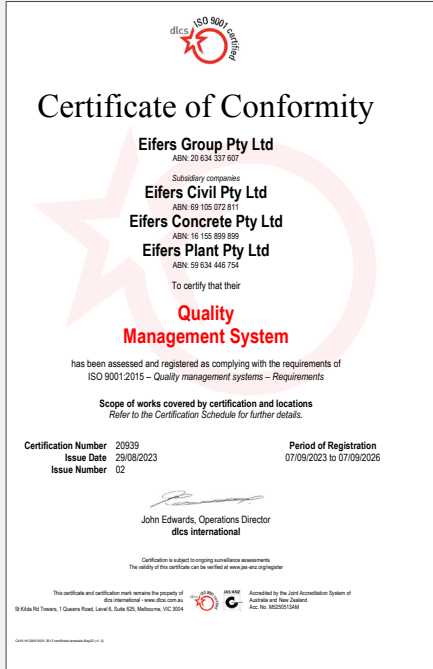 dlcs ISO 9001 certified
Certificate of Conformity
Eifers Group Pty Ltd
ABN: 20 634 337 607
Subsidiary companies
Eifers Civil Pty Ltd
ABN: 69 105 072 811
Eifers Concrete Pty Ltd
ABN: 16 155 899 899
Eifers Plant Pty Ltd
ABN: 59 634 446 754
To certify that their
Quality
Management System
has been assessed and registered as complying with the requirements of
ISO 9001:2015 – Quality management systems – Requirements
Scope of works covered by certification and locations
Refer to the Certification Schedule for further details.
Certification Number 20939
Issue Date 29/08/2023
Issue Number 02
Period of Registration
07/09/2023 to 07/09/2026
John Edwards, Operations Director
dlcs international
Certification is subject to ongoing surveillance assessments
The validity of this certificate can be verified at www.jas-anz.org/register
This certificate and certification mark remains the property of
dlcs international - www.dlcsi.com.au
St Kilda Rd Towers, 1 Queens Road, Level 6, Suite 625, Melbourne, VIC 3004
dlcs ISO 9001 certified
JAS-ANZ
Accredited by the Joint Accreditation System of
Australia and New Zealand.
Acc. No. M5250513AM